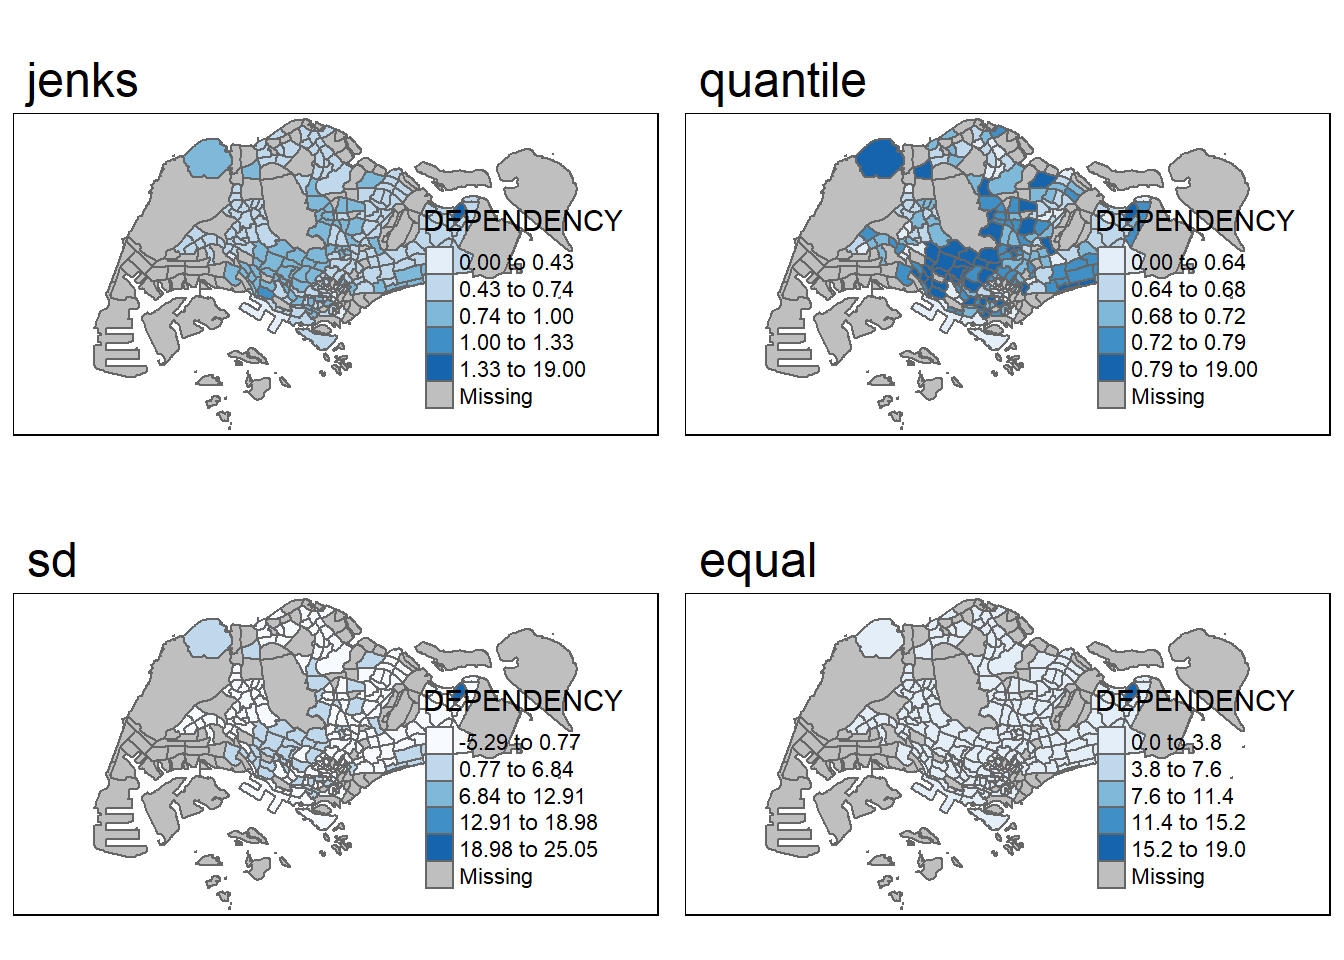 jenks
DEPENDENCY
0.00 to 0.43
0.43 to 0.74
0.74 to 1.00
1.00 to 1.33
1.33 to 19.00
Missing
quantile
DEPENDENCY
0.00 to 0.64
0.64 to 0.68
0.68 to 0.72
0.72 to 0.79
0.79 to 19.00
Missing
sd
DEPENDENCY
-5.29 to 0.77
0.77 to 6.84
6.84 to 12.91
12.91 to 18.98
18.98 to 25.05
Missing
equal
DEPENDENCY
0.0 to 3.8
3.8 to 7.6
7.6 to 11.4
11.4 to 15.2
15.2 to 19.0
Missing